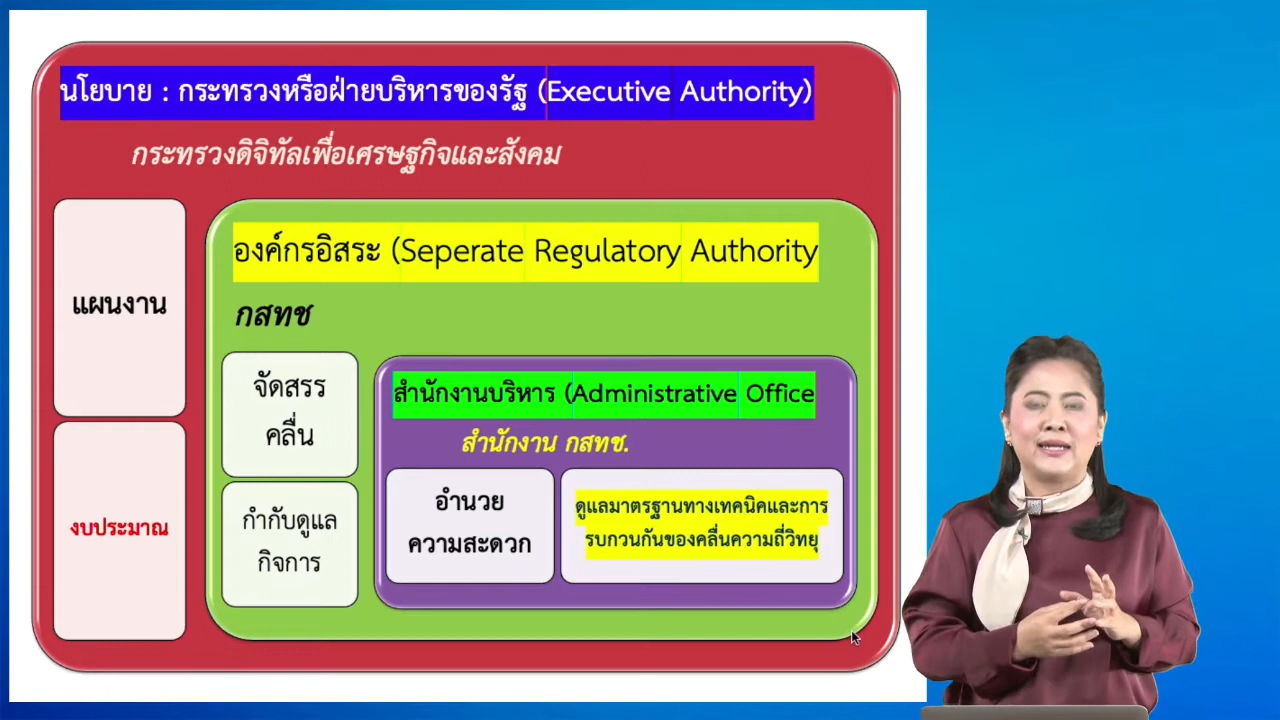 นโยบาย : กระทรวงหรือฝ่ายบริหารของรัฐ (Executive Authority)
กระทรวงดิจิทัลเพื่อเศรษฐกิจและสังคม
แผนงาน
งบประมาณ
องค์กรอิสระ (Seperate Regulatory Authority
กสทช
จัดสรร
คลื่น
กำกับดูแล
กิจการ
สำนักงานบริหาร (Administrative Office
สำนักงาน กสทช.
อำนวย
ความสะดวก
ดูแลมาตรฐานทางเทคนิคและการ
รบกวนกันของคลื่นความถี่วิทยุ